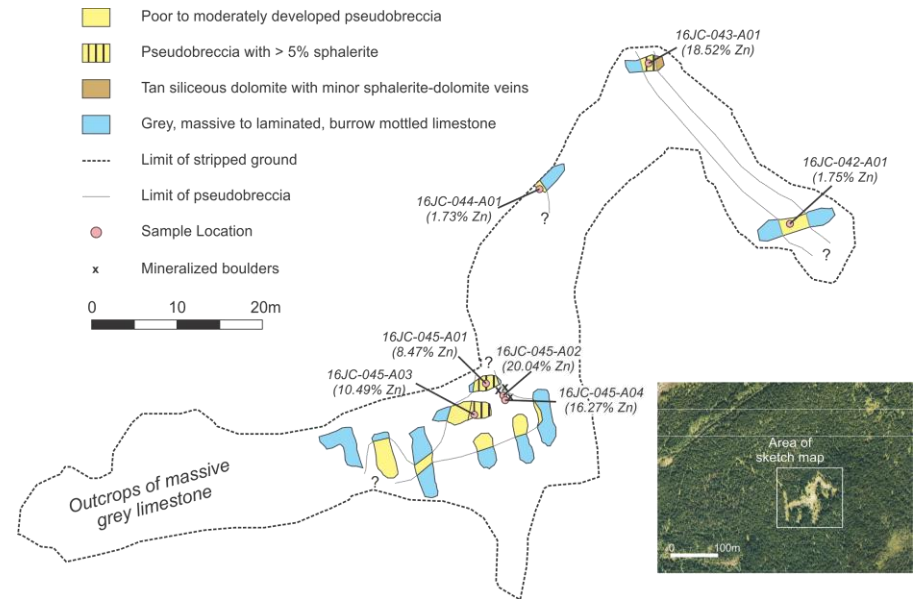 Poor to moderately developed pseudobreccia
Pseudobreccia with > 5% sphalerite
Tan siliceous dolomite with minor sphalerite-dolomite veins
Grey, massive to laminated, burrow mottled limestone
Limit of stripped ground
Limit of pseudobreccia
Sample Location
x Mineralized boulders
0 10 20m
16JC-043-A01
(18.52% Zn)
16JC-042-A01
(1.75% Zn)
?
16JC-044-A01
(1.73% Zn)
?
16JC-045-A01
(8.47% Zn)
?
16JC-045-A02
(20.04% Zn)
16JC-045-A03
(10.49% Zn)
16JC-045-A04
(16.27% Zn)
x x
x x
?
Outcrops of massive
grey limestone
Area of
sketch map
0 100m